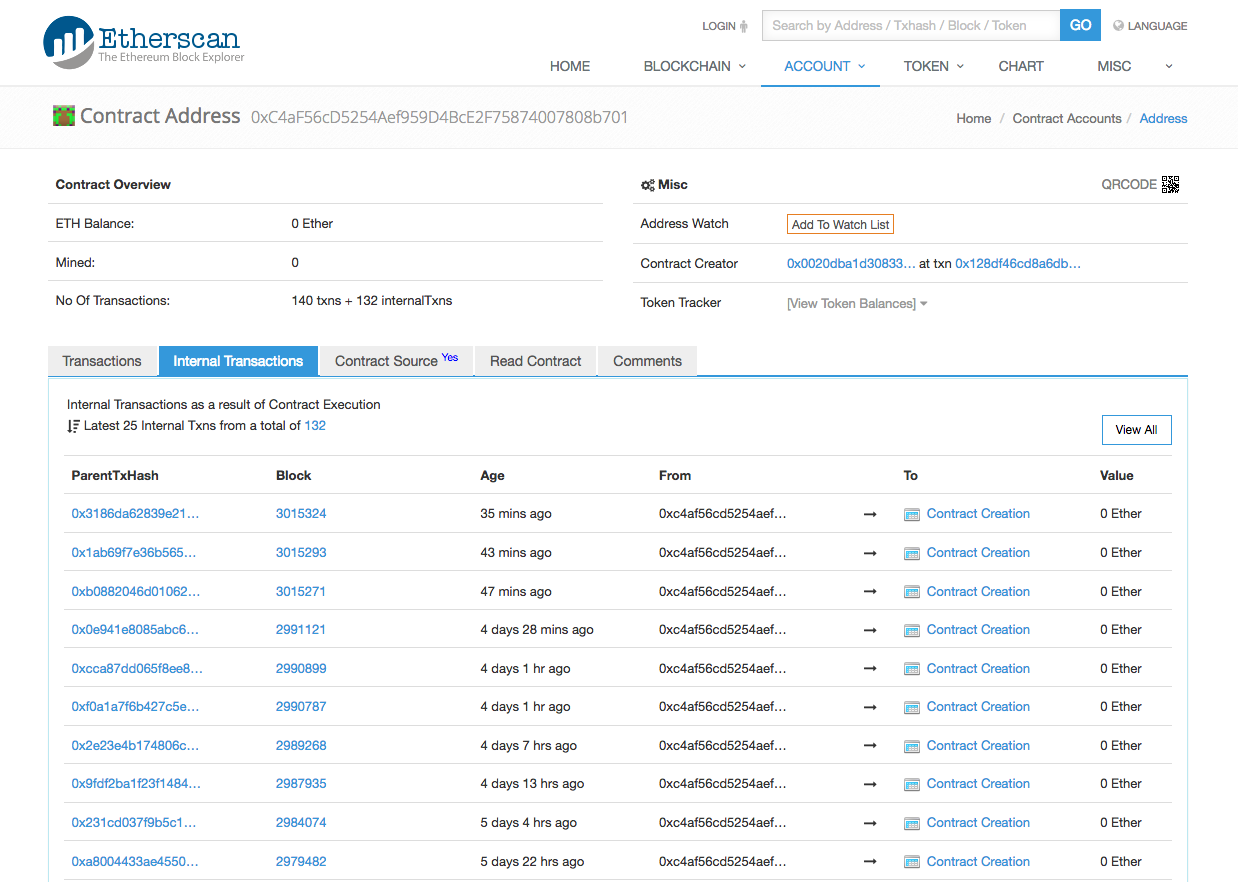 Etherscan
The Ethereum Block Explorer
LOGIN Search by Address / Txhash / Block / Token GO LANGUAGE
HOME BLOCKCHAIN ACCOUNT TOKEN CHART MISC
Contract Address 0xC4aF56cD5254Aef959D4BcE2F75874007808b701 Home / Contract Accounts / Address
Contract Overview
ETH Balance: 0 Ether
Mined: 0
No Of Transactions: 140 txns + 132 internalTxns
Misc QRCODE
Address Watch Add To Watch List
Contract Creator 0x0020dba1d30833... at txn 0x128df46cd8a6db...
Token Tracker [View Token Balances]
Transactions Internal Transactions Contract Source Yes Read Contract Comments
Internal Transactions as a result of Contract Execution
Latest 25 Internal Txns from a total of 132
View All
ParentTxHash Block Age From To Value
0x3186da62839e21... 3015324 35 mins ago 0xc4af56cd5254aef... → Contract Creation 0 Ether
0x1ab69f7e36b565... 3015293 43 mins ago 0xc4af56cd5254aef... → Contract Creation 0 Ether
0xb0882046d01062... 3015271 47 mins ago 0xc4af56cd5254aef... → Contract Creation 0 Ether
0x0e941e8085abc6... 2991121 4 days 28 mins ago 0xc4af56cd5254aef... → Contract Creation 0 Ether
0xcca87dd065f8ee8... 2990899 4 days 1 hr ago 0xc4af56cd5254aef... → Contract Creation 0 Ether
0xf0a1a7f6b427c5e... 2990787 4 days 1 hr ago 0xc4af56cd5254aef... → Contract Creation 0 Ether
0x2e23e4b174806c... 2989268 4 days 7 hrs ago 0xc4af56cd5254aef... → Contract Creation 0 Ether
0x9fdf2ba1f23f1484... 2987935 4 days 13 hrs ago 0xc4af56cd5254aef... → Contract Creation 0 Ether
0x231cd037f9b5c1... 2984074 5 days 4 hrs ago 0xc4af56cd5254aef... → Contract Creation 0 Ether
0xa8004433ae4550... 2979482 5 days 22 hrs ago 0xc4af56cd5254aef... → Contract Creation 0 Ether